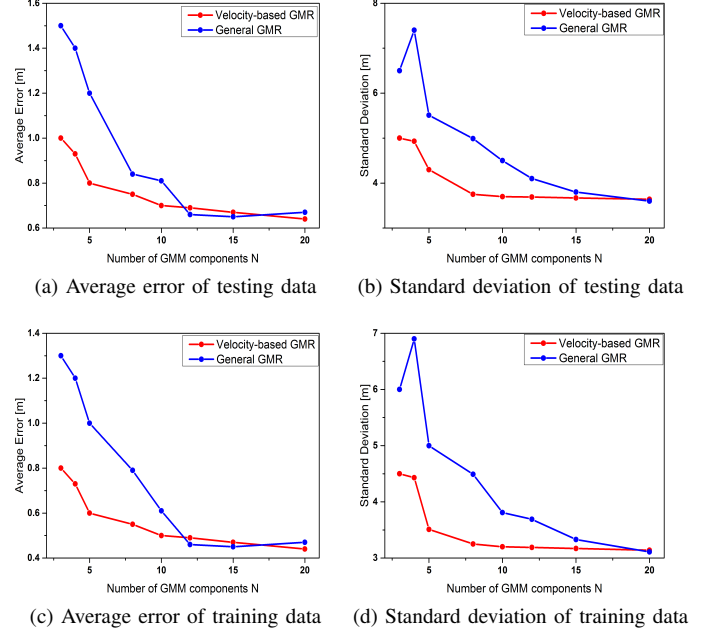 Velocity-based GMR
General GMR
Average Error [m]
1.6
1.4
1.2
1.0
0.8
0.6
5
10
15
20
Number of GMM components N
(a) Average error of testing data
Velocity-based GMR
General GMR
Standard Deviation [m]
8
6
4
5
10
15
20
Number of GMM components N
(b) Standard deviation of testing data
Velocity-based GMR
General GMR
Average Error [m]
1.4
1.2
1.0
0.8
0.6
0.4
5
10
15
20
Number of GMM components N
(c) Average error of training data
Velocity-based GMR
General GMR
Standard Deviation [m]
7
6
5
4
3
5
10
15
20
Number of GMM components N
(d) Standard deviation of training data